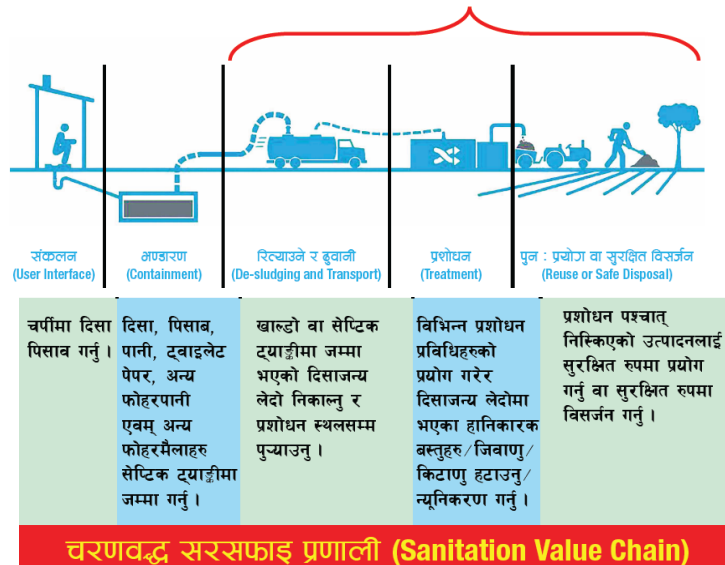 संकलन
(User Interface)
भण्डारण
(Containment)
रित्याउने र ढुवानी
(De-sludging and Transport)
प्रशोधन
(Treatment)
पुन : प्रयोग वा सुरक्षित विसर्जन
(Reuse or Safe Disposal)
चर्पीमा दिसा
पिसाव गर्नु ।
दिसा, पिसाब,
पानी, ट्वाइलेट
पेपर, अन्य
फोहरपानी
एवम् अन्य
फोहरमैलाहरु
सेप्टिक ट्याङ्कीमा
जम्मा गर्नु ।
खाल्डो वा सेप्टिक
ट्याङ्कीमा जम्मा
भएको दिसाजन्य
लेदो निकाल्नु र
प्रशोधन स्थलसम्म
पुऱ्याउनु ।
विभिन्न प्रशोधन
प्रविधिहरुको
प्रयोग गरेर
दिसाजन्य लेदोमा
भएका हानिकारक
बस्तुहरु/जिवाणु/
किटाणु हटाउनु/
न्यूनिकरण गर्नु ।
प्रशोधन पश्चात्
निस्किएको उत्पादनलाई
सुरक्षित रुपमा प्रयोग
गर्नु वा सुरक्षित रुपमा
विसर्जन गर्नु ।
चरणवद्ध सरसफाइ प्रणाली (Sanitation Value Chain)